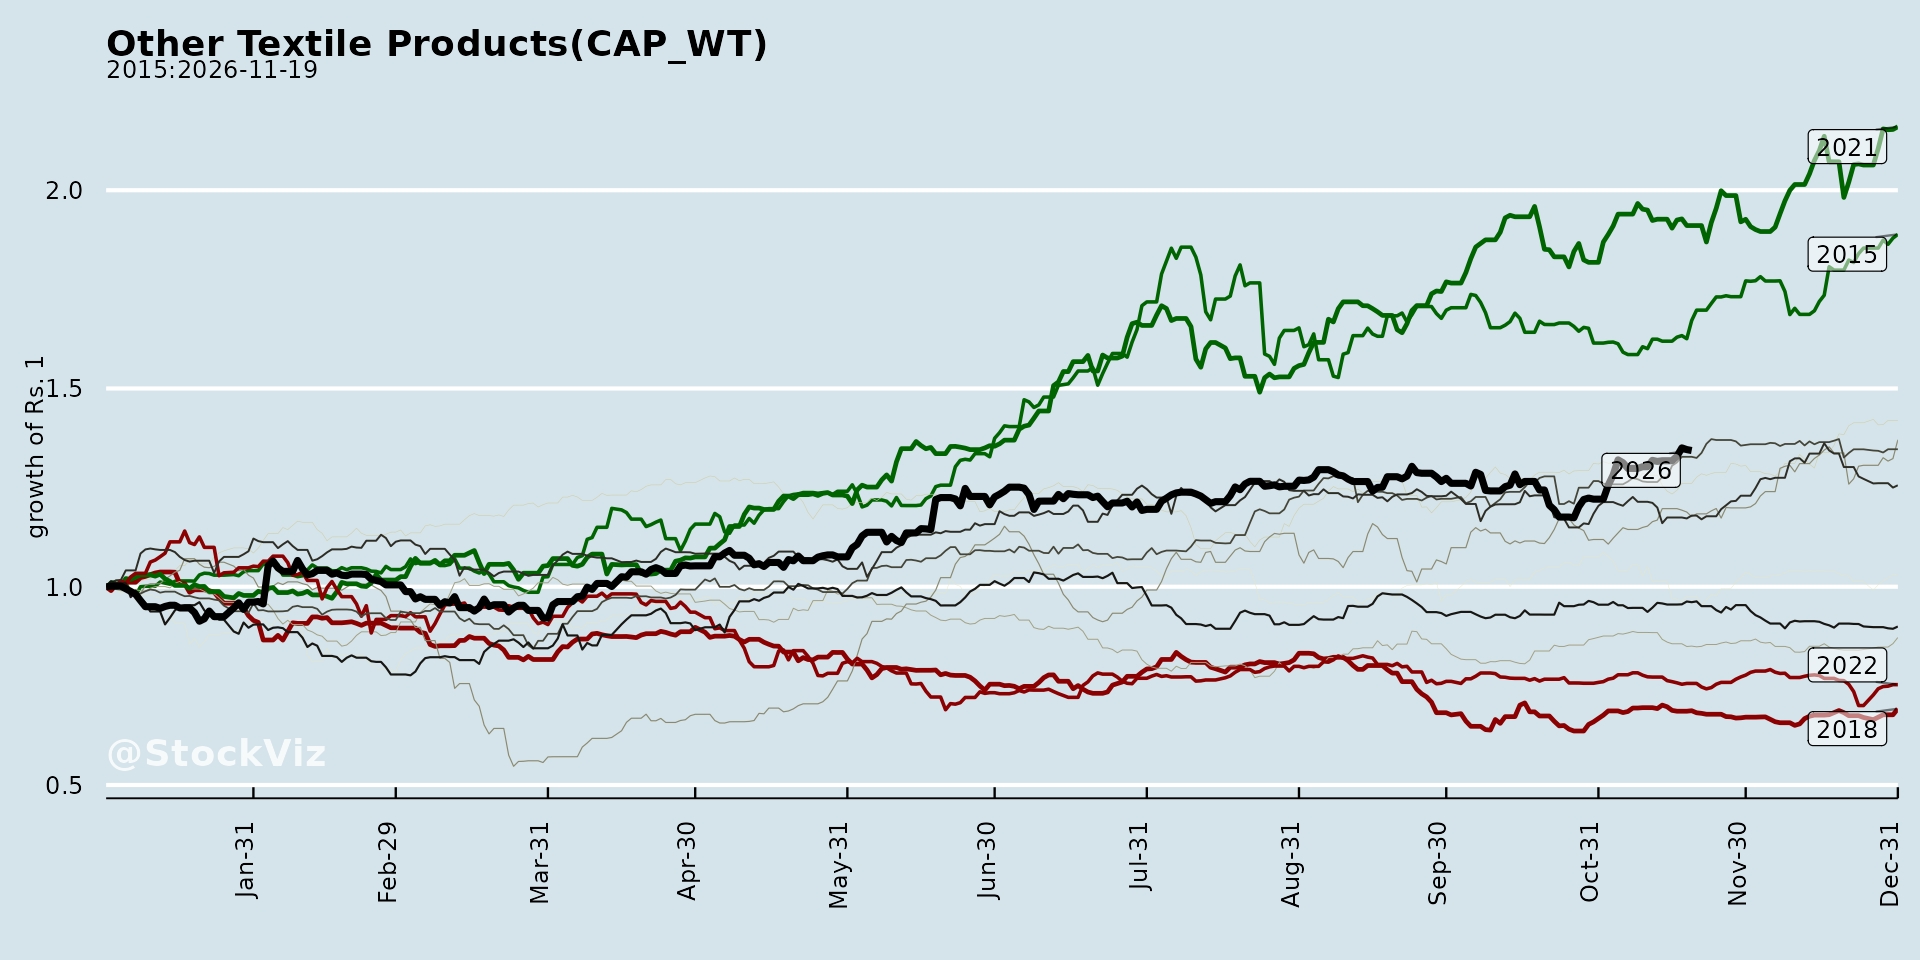 Other Textile Products(CAP_WT)
2015:2026-11-19
growth of Rs. 1
2.0
1.5
1.0
0.5
2021
2015
2026
2022
2018
@StockViz
Jan-31
Feb-29
Mar-31
Apr-30
May-31
Jun-30
Jul-31
Aug-31
Sep-30
Oct-31
Nov-30
Dec-31